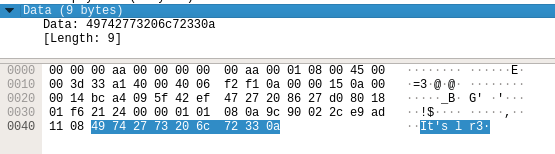 Data (9 bytes)
Data: 49742773206c72330a
[Length: 9]
0000 00 00 00 aa 00 00 00 00 00 aa 00 01 08 00 45 00 ········ ······E·
0010 00 3d 33 a1 40 00 40 06 f2 f1 0a 00 00 15 0a 00 ·=3·@·@· ········
0020 00 14 bc a4 09 5f 42 ef 47 27 20 86 27 d0 80 18 ·····_B· G' ·'···
0030 01 f6 21 24 00 00 01 01 08 0a 9c 90 02 2c e9 ad ··!$···· ·····,··
0040 11 08 49 74 27 73 20 6c 72 33 0a ··It's l r3·